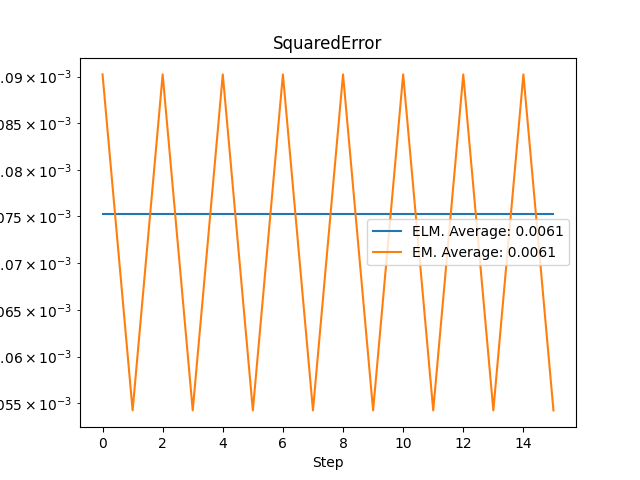 SquaredError
.09 × 10⁻³
085 × 10⁻³
.08 × 10⁻³
075 × 10⁻³
.07 × 10⁻³
065 × 10⁻³
.06 × 10⁻³
055 × 10⁻³
ELM. Average: 0.0061
EM. Average: 0.0061
0 2 4 6 8 10 12 14
Step